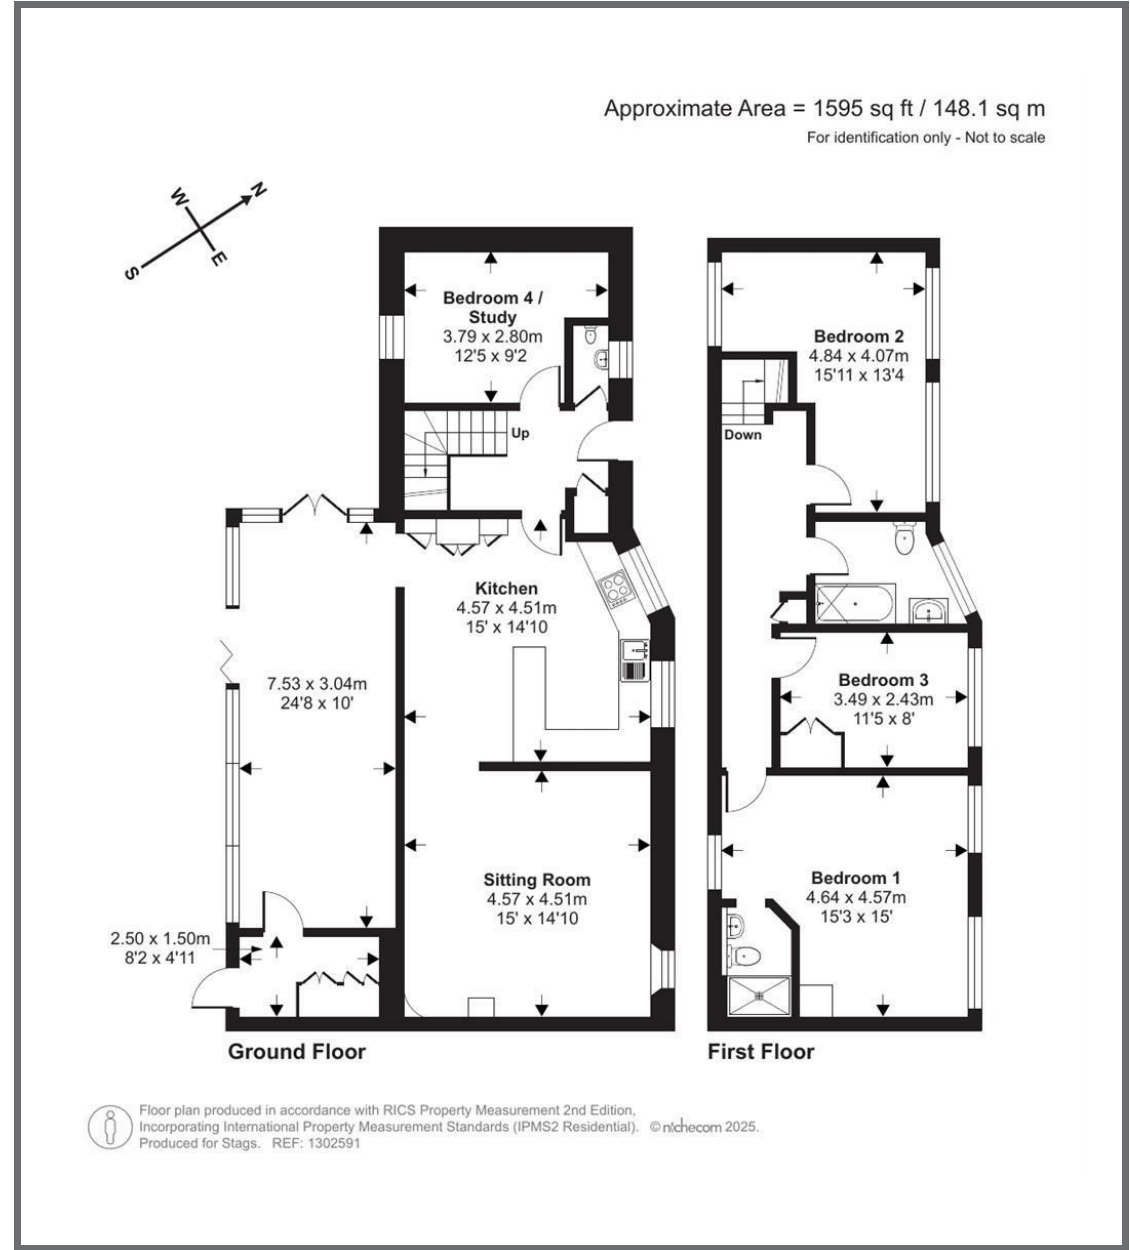 Approximate Area = 1595 sq ft / 148.1 sq m
For identification only - Not to scale
N
W
E
S
Bedroom 4 /
Study
3.79 x 2.80m
12'5 x 9'2
Up
Kitchen
4.57 x 4.51m
15' x 14'10
7.53 x 3.04m
24'8 x 10'
Sitting Room
4.57 x 4.51m
15' x 14'10
2.50 x 1.50m
8'2 x 4'11
Ground Floor
Bedroom 2
4.84 x 4.07m
15'11 x 13'4
Down
Bedroom 3
3.49 x 2.43m
11'5 x 8'
Bedroom 1
4.64 x 4.57m
15'3 x 15'
First Floor
Floor plan produced in accordance with RICS Property Measurement 2nd Edition,
Incorporating International Property Measurement Standards (IPMS2 Residential). © nichecom 2025.
Produced for Stags. REF: 1302591